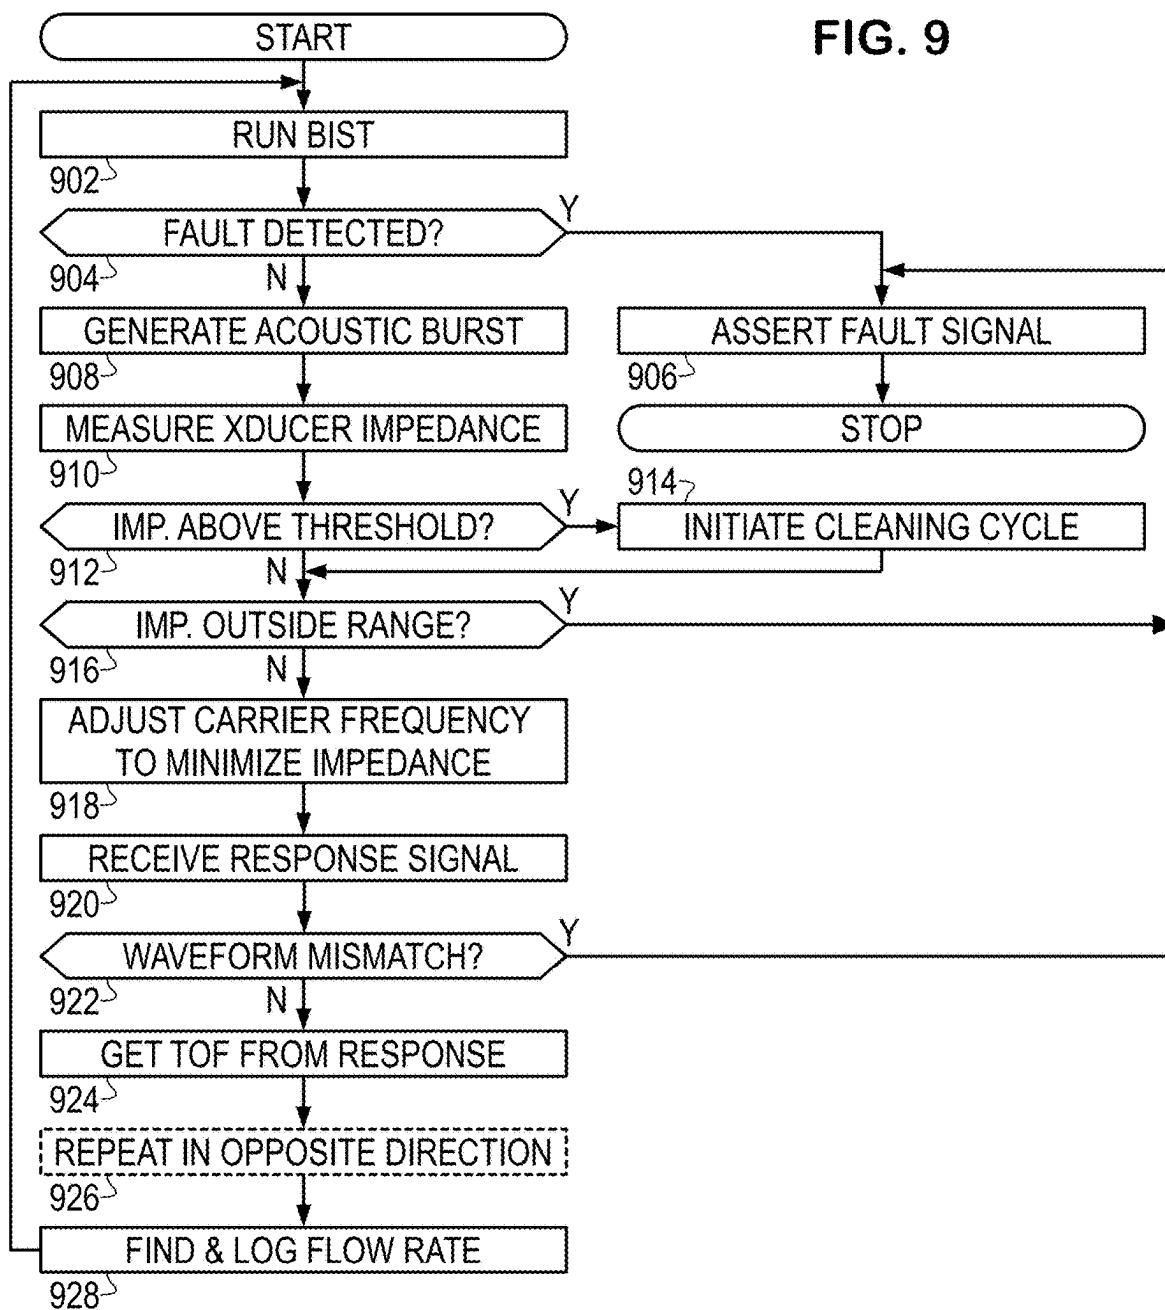 START
FIG. 9
RUN BIST
902
FAULT DETECTED?
Y
904
N
GENERATE ACOUSTIC BURST
ASSERT FAULT SIGNAL
908
906
MEASURE XDUCER IMPEDANCE
STOP
910
914
IMP. ABOVE THRESHOLD?
Y
INITIATE CLEANING CYCLE
912
N
IMP. OUTSIDE RANGE?
Y
916
N
ADJUST CARRIER FREQUENCY
TO MINIMIZE IMPEDANCE
918
RECEIVE RESPONSE SIGNAL
920
WAVEFORM MISMATCH?
Y
922
N
GET TOF FROM RESPONSE
924
REPEAT IN OPPOSITE DIRECTION
926
FIND & LOG FLOW RATE
928